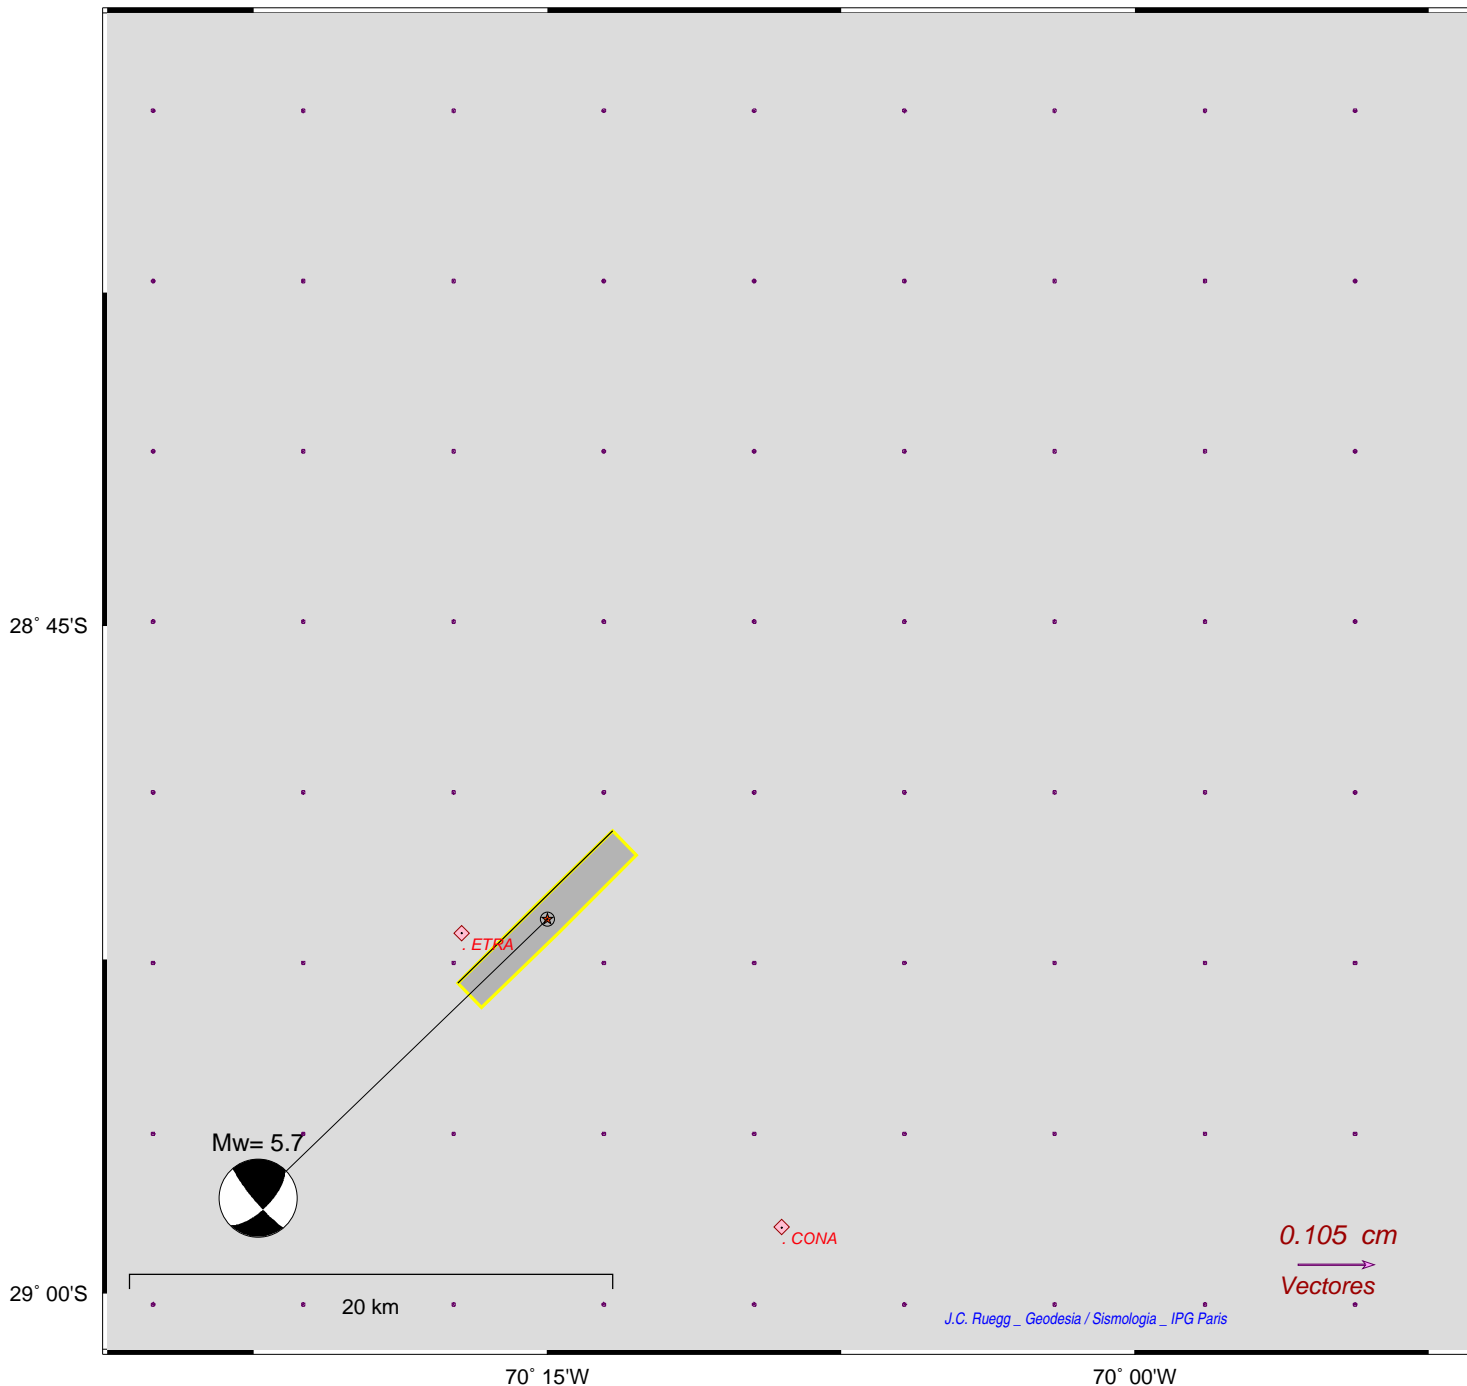 28° 45'S
. ETRA
Mw= 5.7
. CONA
0.105 cm
Vectores
29° 00'S
20 km
J.C. Ruegg _ Geodesia / Sismologia _ IPG Paris
70° 15'W
70° 00'W